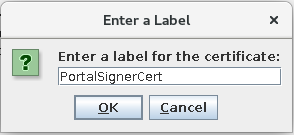 Enter a Label
Enter a label for the certificate:
PortalSignerCert
OK
Cancel